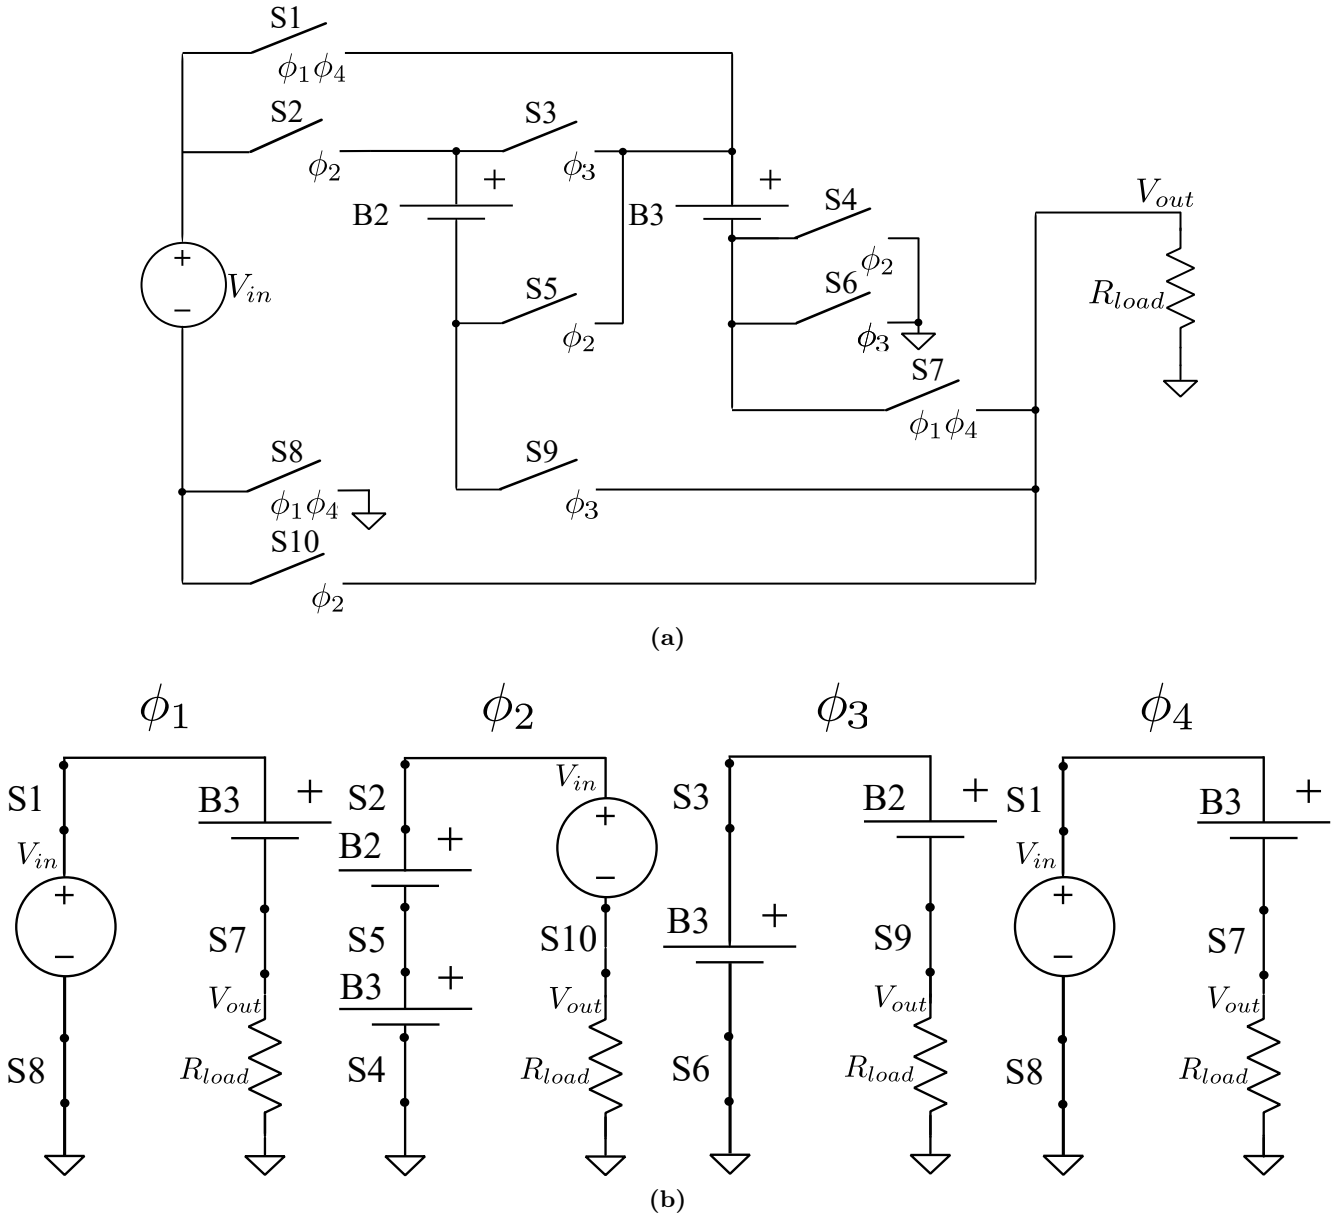 S1
ϕ1ϕ4
S2
S3
ϕ2
ϕ3
+
+
Vout
B2
B3
S4
+
Vin
−
ϕ2
S5
S6
Rload
ϕ2
ϕ3
S7
ϕ1ϕ4
S8
S9
ϕ1ϕ4
ϕ3
S10
ϕ2
(a)
ϕ1
ϕ2
ϕ3
ϕ4
S1
B3
+
Vin
+
−
S7
Vout
S8
Rload
S2
Vin
B2
+
+
−
S5
S10
B3
+
Vout
S4
Rload
S3
B2
+
B3
+
S9
Vout
S6
Rload
S1
B3
+
Vin
+
−
S7
Vout
S8
Rload
(b)